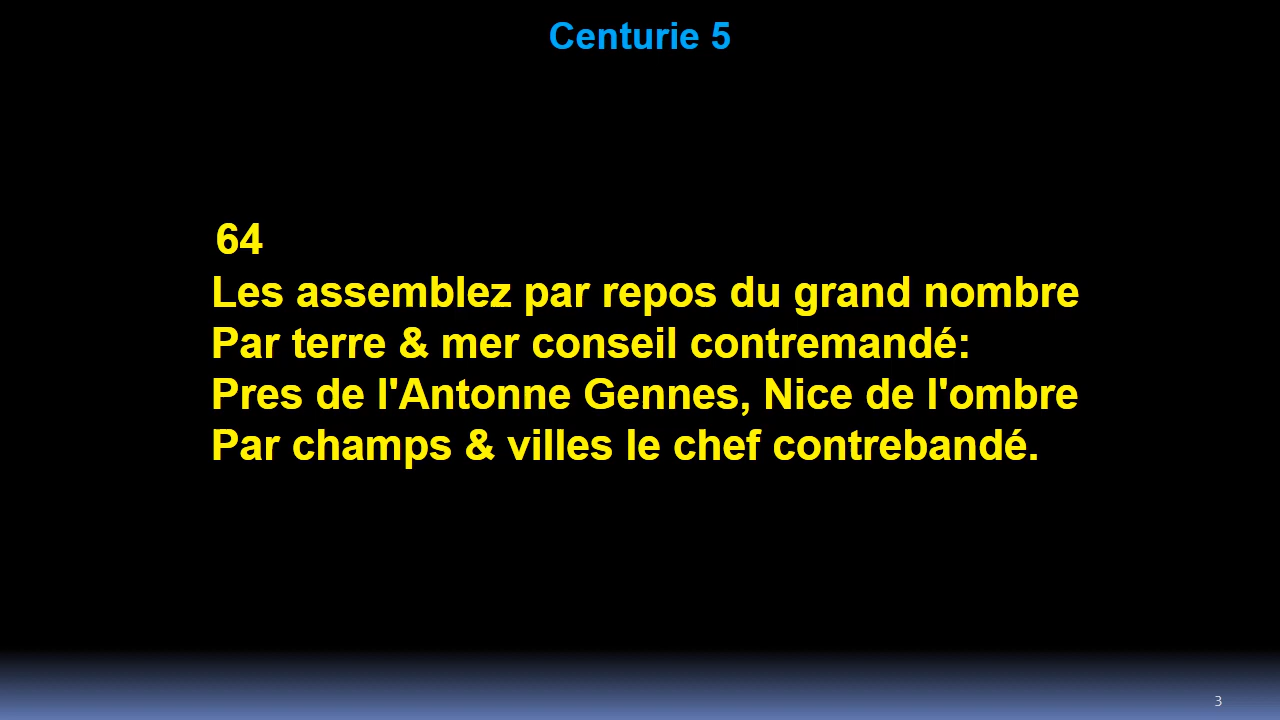 Centurie 5
64
Les assemblez par repos du grand nombre
Par terre & mer conseil contremandé:
Pres de l'Antonne Gennes, Nice de l'ombre
Par champs & villes le chef contrebandé.
3